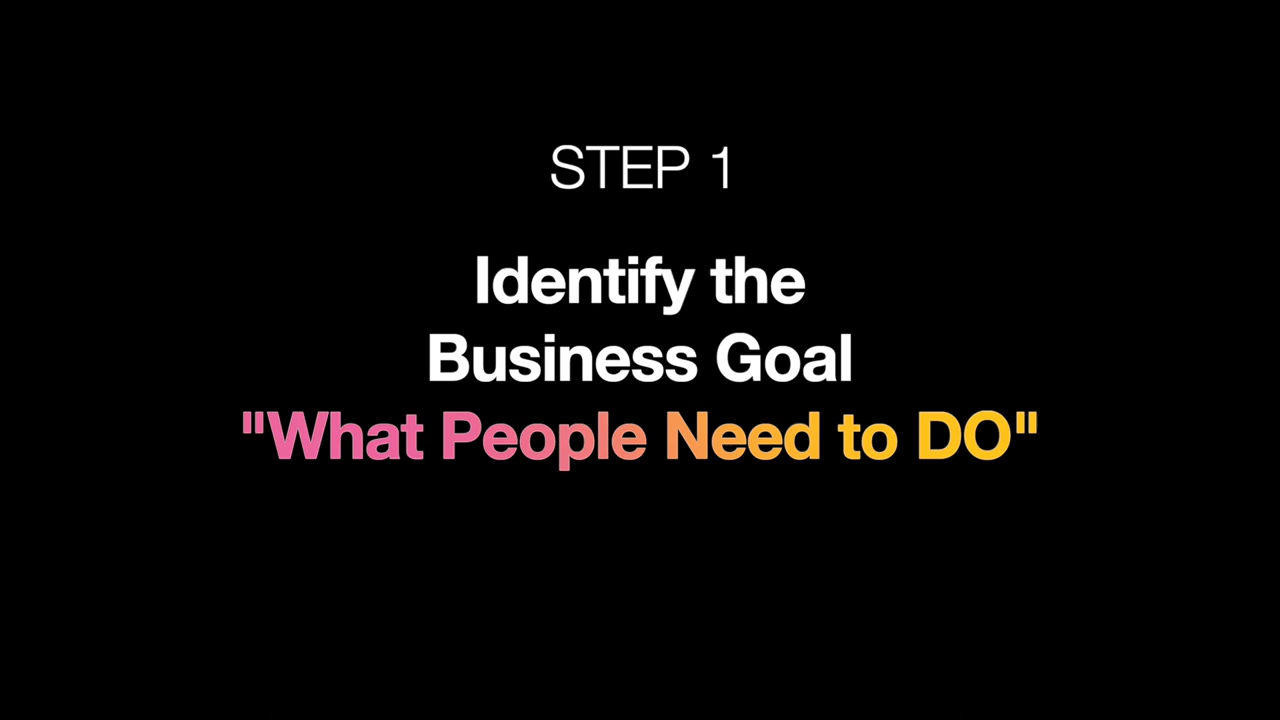 STEP 1
Identify the
Business Goal
"What People Need to DO"